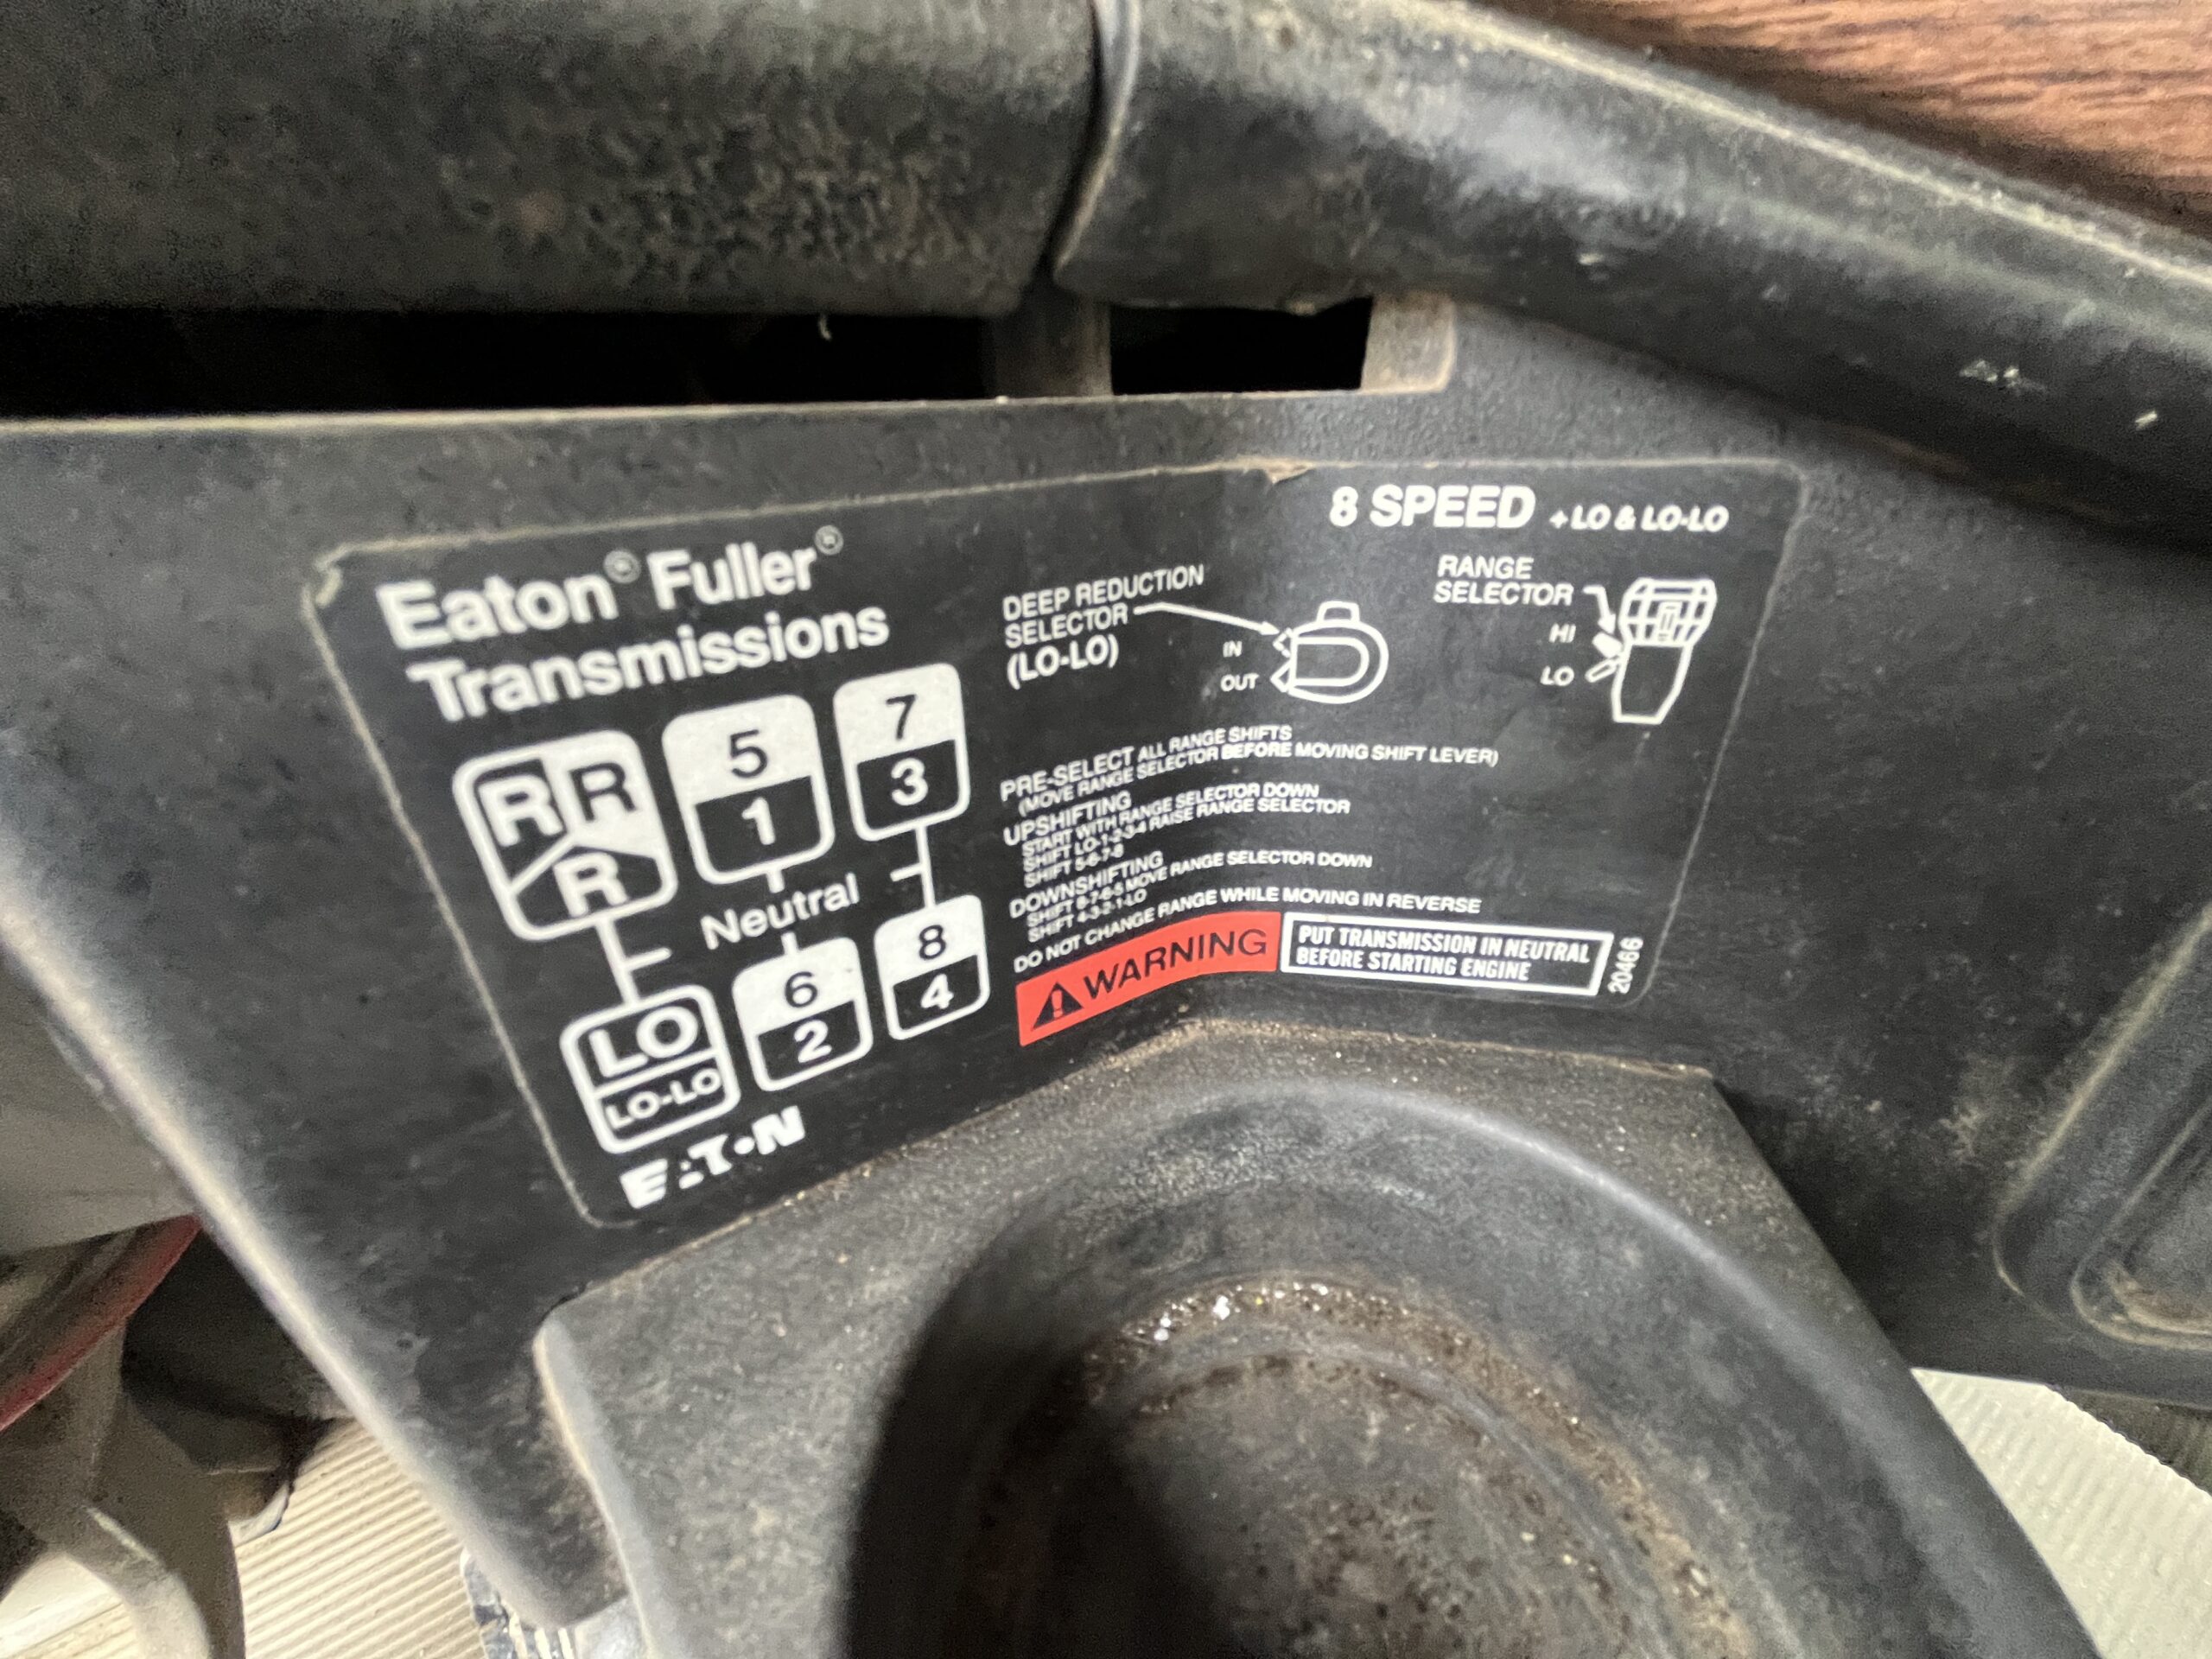 Eaton® Fuller®
Transmissions
8 SPEED + LO & LO-LO
DEEP REDUCTION
SELECTOR
(LO-LO)
IN
OUT
RANGE
SELECTOR
HI
LO
R R
R
5
1
7
3
Neutral
LO
LO-LO
6
2
8
4
EATON
PRE-SELECT ALL RANGE SHIFTS
(MOVE RANGE SELECTOR BEFORE MOVING SHIFT LEVER)
UPSHIFTING
START WITH RANGE SELECTOR DOWN
SHIFT LO-1-2-3-4 RAISE RANGE SELECTOR
SHIFT 5-6-7-8
DOWNSHIFTING
SHIFT 8-7-6-5 MOVE RANGE SELECTOR DOWN
SHIFT 4-3-2-1-LO
DO NOT CHANGE RANGE WHILE MOVING IN REVERSE
WARNING
PUT TRANSMISSION IN NEUTRAL
BEFORE STARTING ENGINE
20466